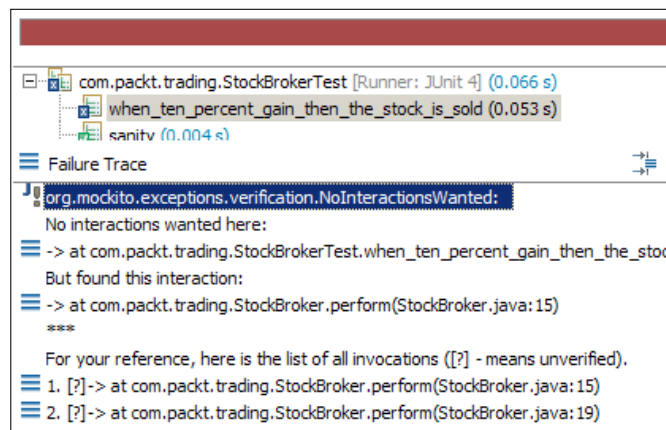 com.packt.trading.StockBrokerTest [Runner: JUnit 4] (0.066 s)
when_ten_percent_gain_then_the_stock_is_sold (0.053 s)
sanity (0.004 s)
Failure Trace
org.mockito.exceptions.verification.NoInteractionsWanted:
No interactions wanted here:
-> at com.packt.trading.StockBrokerTest.when_ten_percent_gain_then_the_stoc
But found this interaction:
-> at com.packt.trading.StockBroker.perform(StockBroker.java:15)
***
For your reference, here is the list of all invocations ([?] - means unverified).
1. [?]-> at com.packt.trading.StockBroker.perform(StockBroker.java:15)
2. [?]-> at com.packt.trading.StockBroker.perform(StockBroker.java:19)